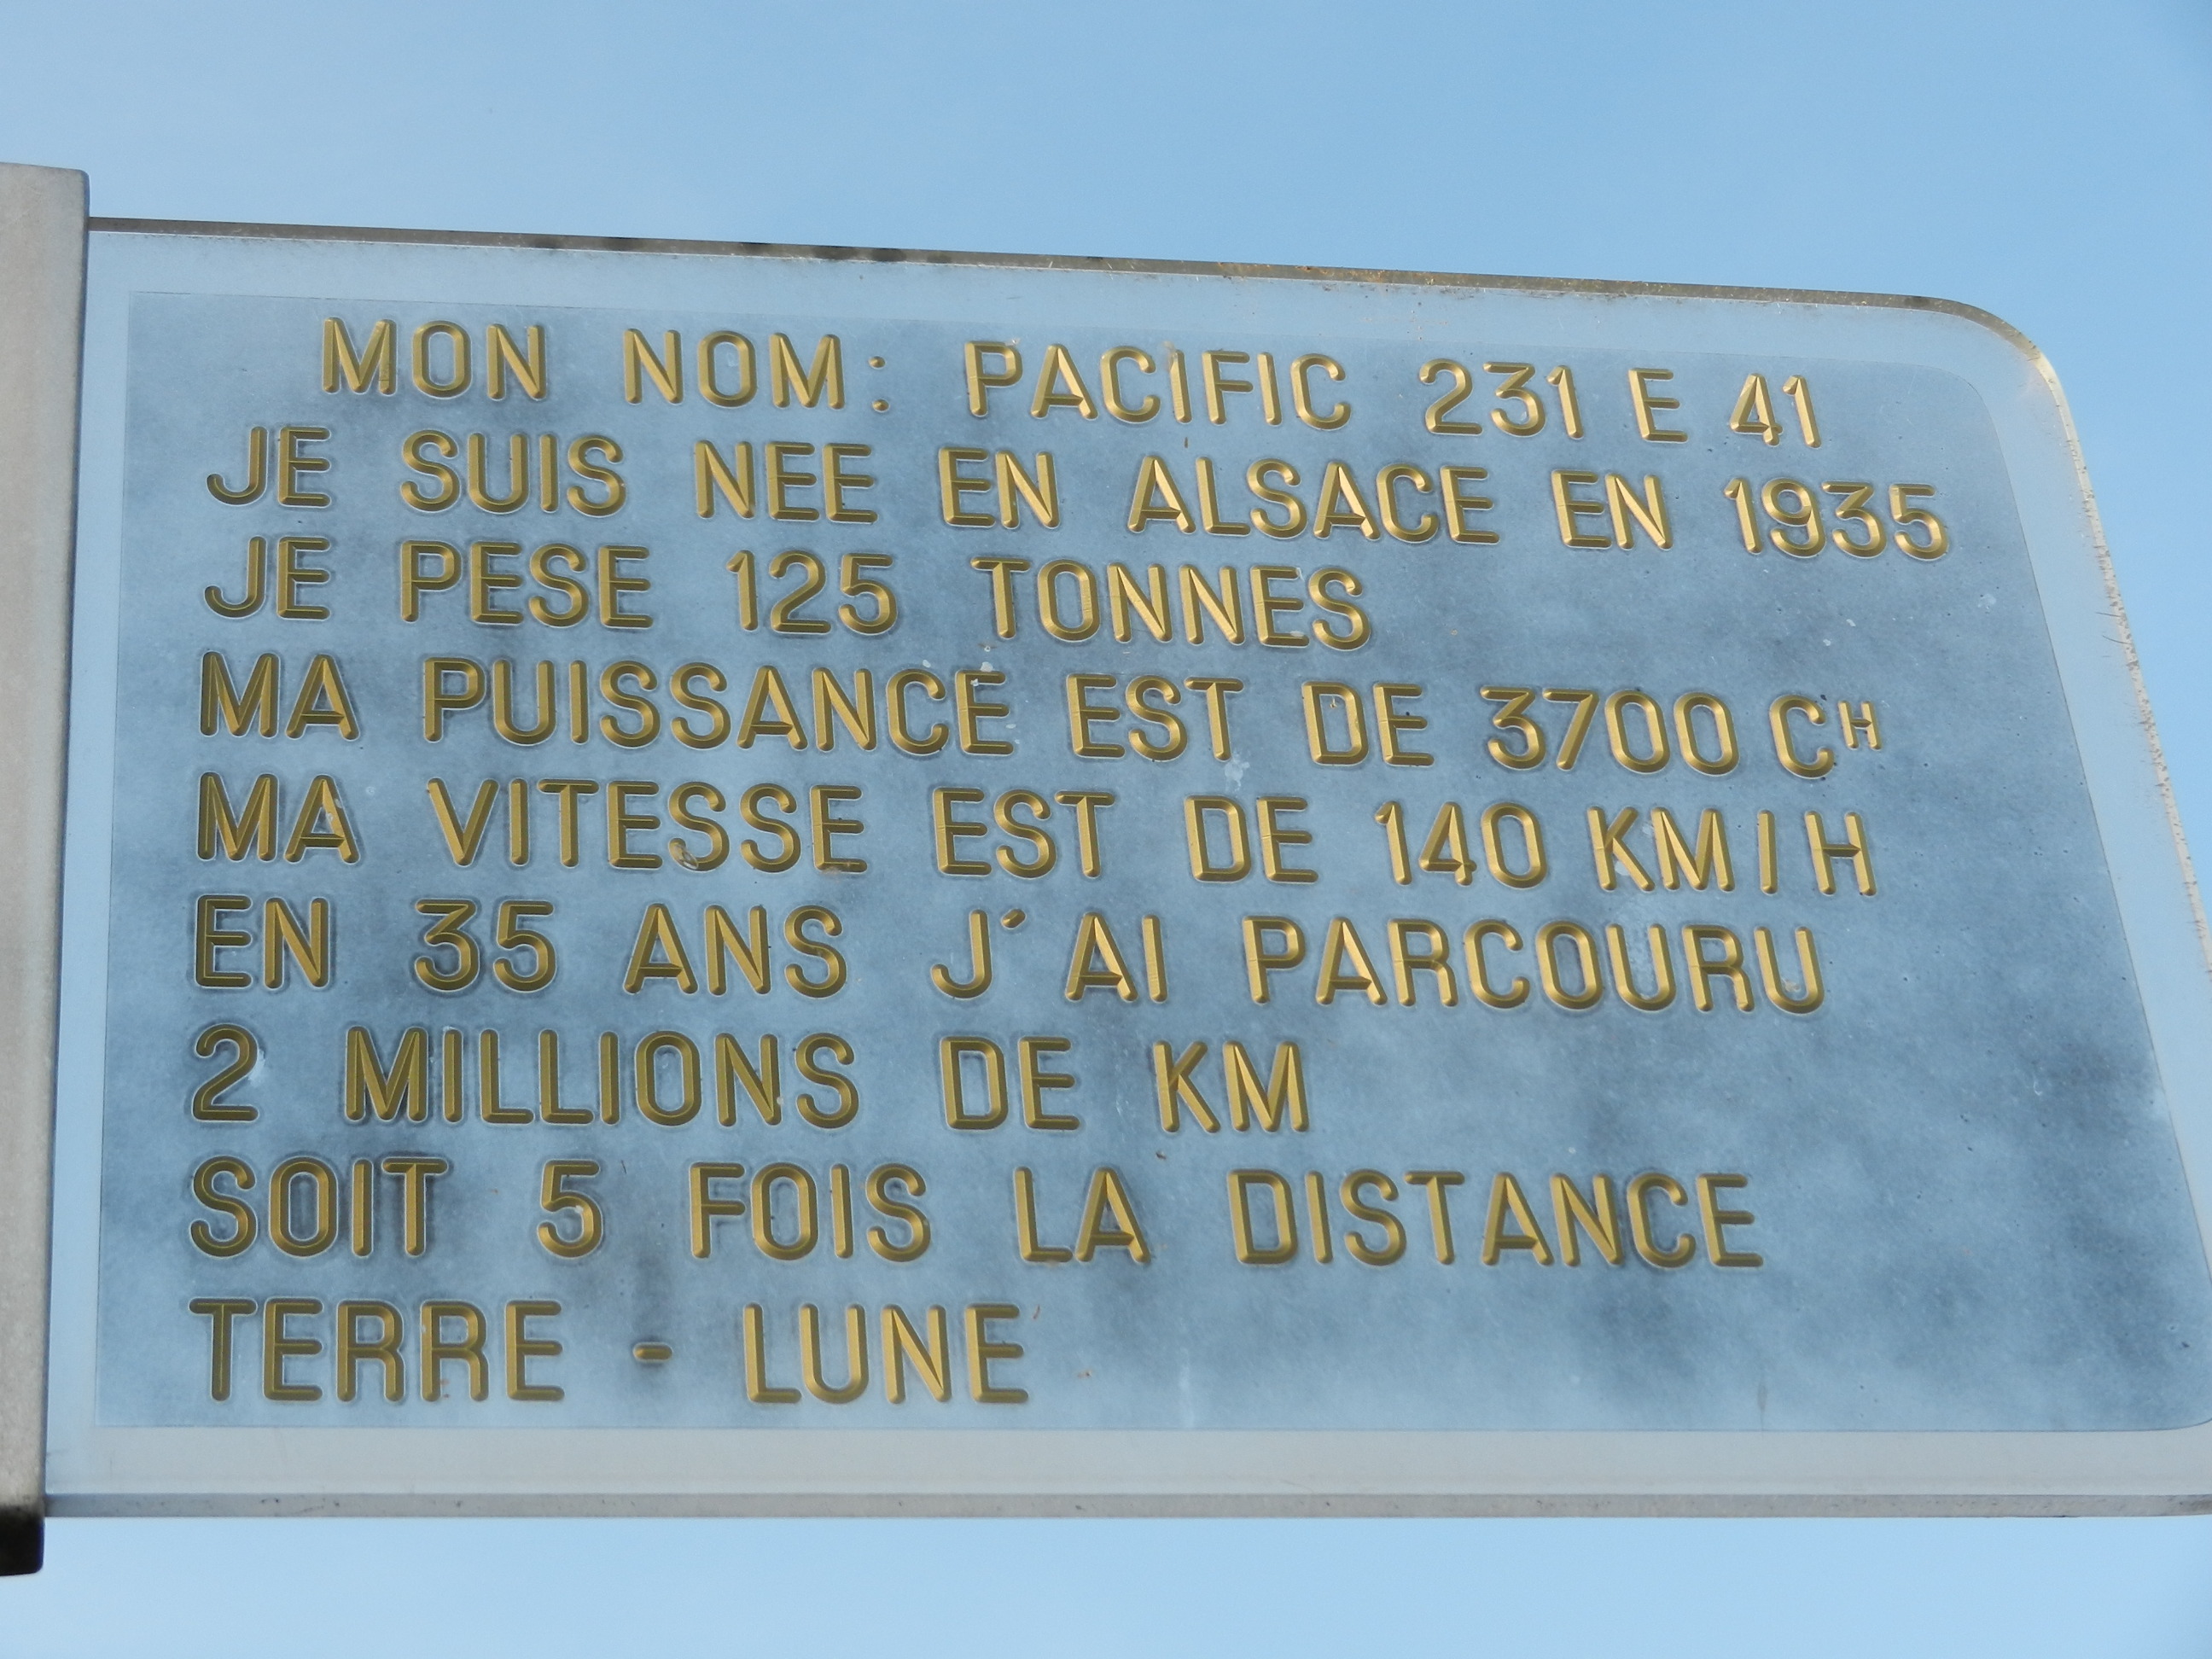 MON NOM: PACIFIC 231 E 41
JE SUIS NEE EN ALSACE EN 1935
JE PESE 125 TONNES
MA PUISSANCE EST DE 3700 CH
MA VITESSE EST DE 140 KM/H
EN 35 ANS J'AI PARCOURU
2 MILLIONS DE KM
SOIT 5 FOIS LA DISTANCE
TERRE - LUNE